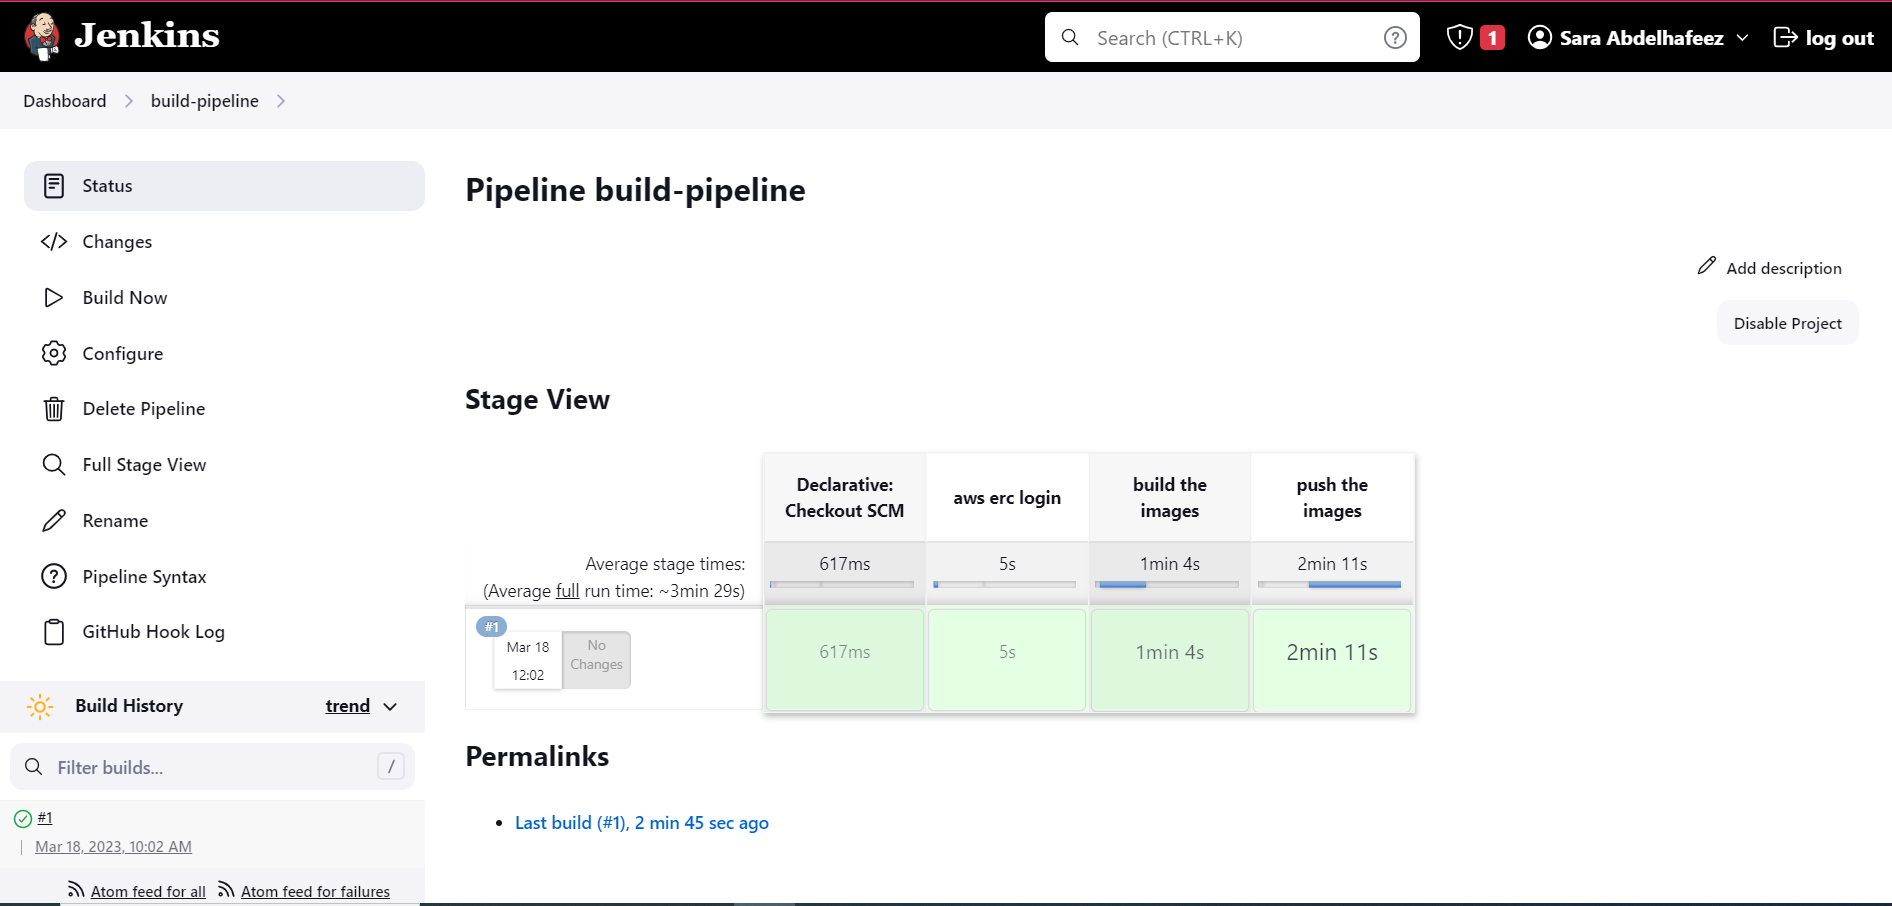 Jenkins
Search (CTRL+K)
?
1
Sara Abdelhafeez
log out
Dashboard
build-pipeline
Status
Changes
Build Now
Configure
Delete Pipeline
Full Stage View
Rename
Pipeline Syntax
GitHub Hook Log
Build History
trend
Filter builds...
/
#1
Mar 18, 2023, 10:02 AM
Atom feed for all
Atom feed for failures
Pipeline build-pipeline
Add description
Disable Project
Stage View
Declarative:
Checkout SCM
aws erc login
build the
images
push the
images
Average stage times:
(Average full run time: ~3min 29s)
617ms
5s
1min 4s
2min 11s
#1
Mar 18
12:02
No
Changes
617ms
5s
1min 4s
2min 11s
Permalinks
Last build (#1), 2 min 45 sec ago